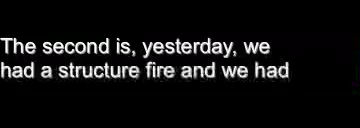 The second is, yesterday, we
had a structure fire and we had